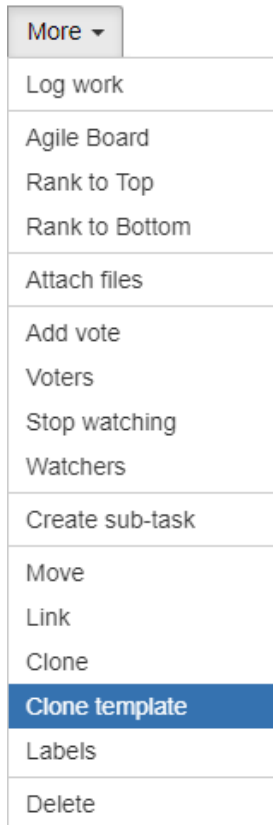 More
Log work
Agile Board
Rank to Top
Rank to Bottom
Attach files
Add vote
Voters
Stop watching
Watchers
Create sub-task
Move
Link
Clone
Clone template
Labels
Delete